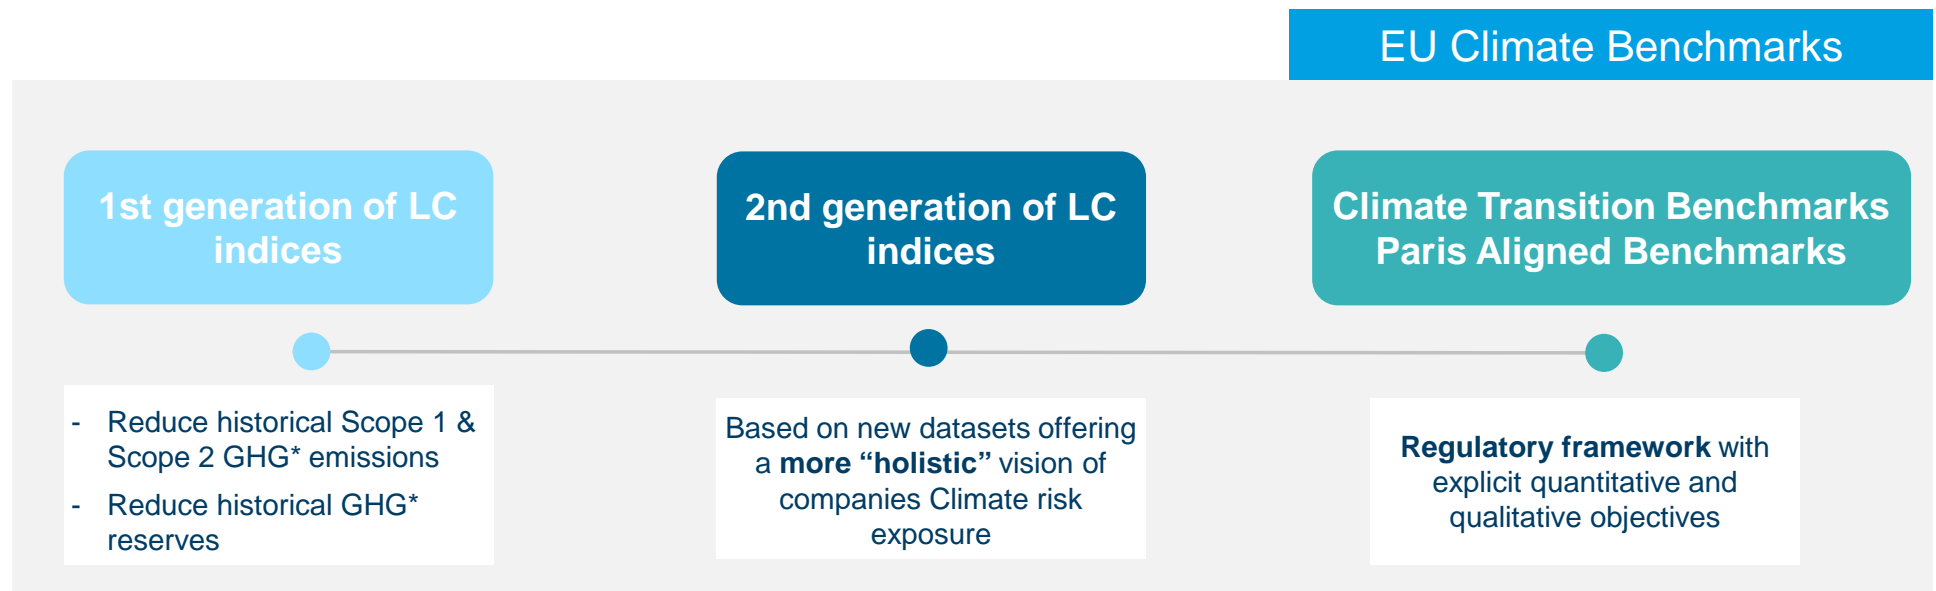 EU Climate Benchmarks
1st generation of LC
indices
2nd generation of LC
indices
Climate Transition Benchmarks
Paris Aligned Benchmarks
- Reduce historical Scope 1 &
Scope 2 GHG* emissions
- Reduce historical GHG*
reserves
Based on new datasets offering
a more “holistic” vision of
companies Climate risk
exposure
Regulatory framework with
explicit quantitative and
qualitative objectives